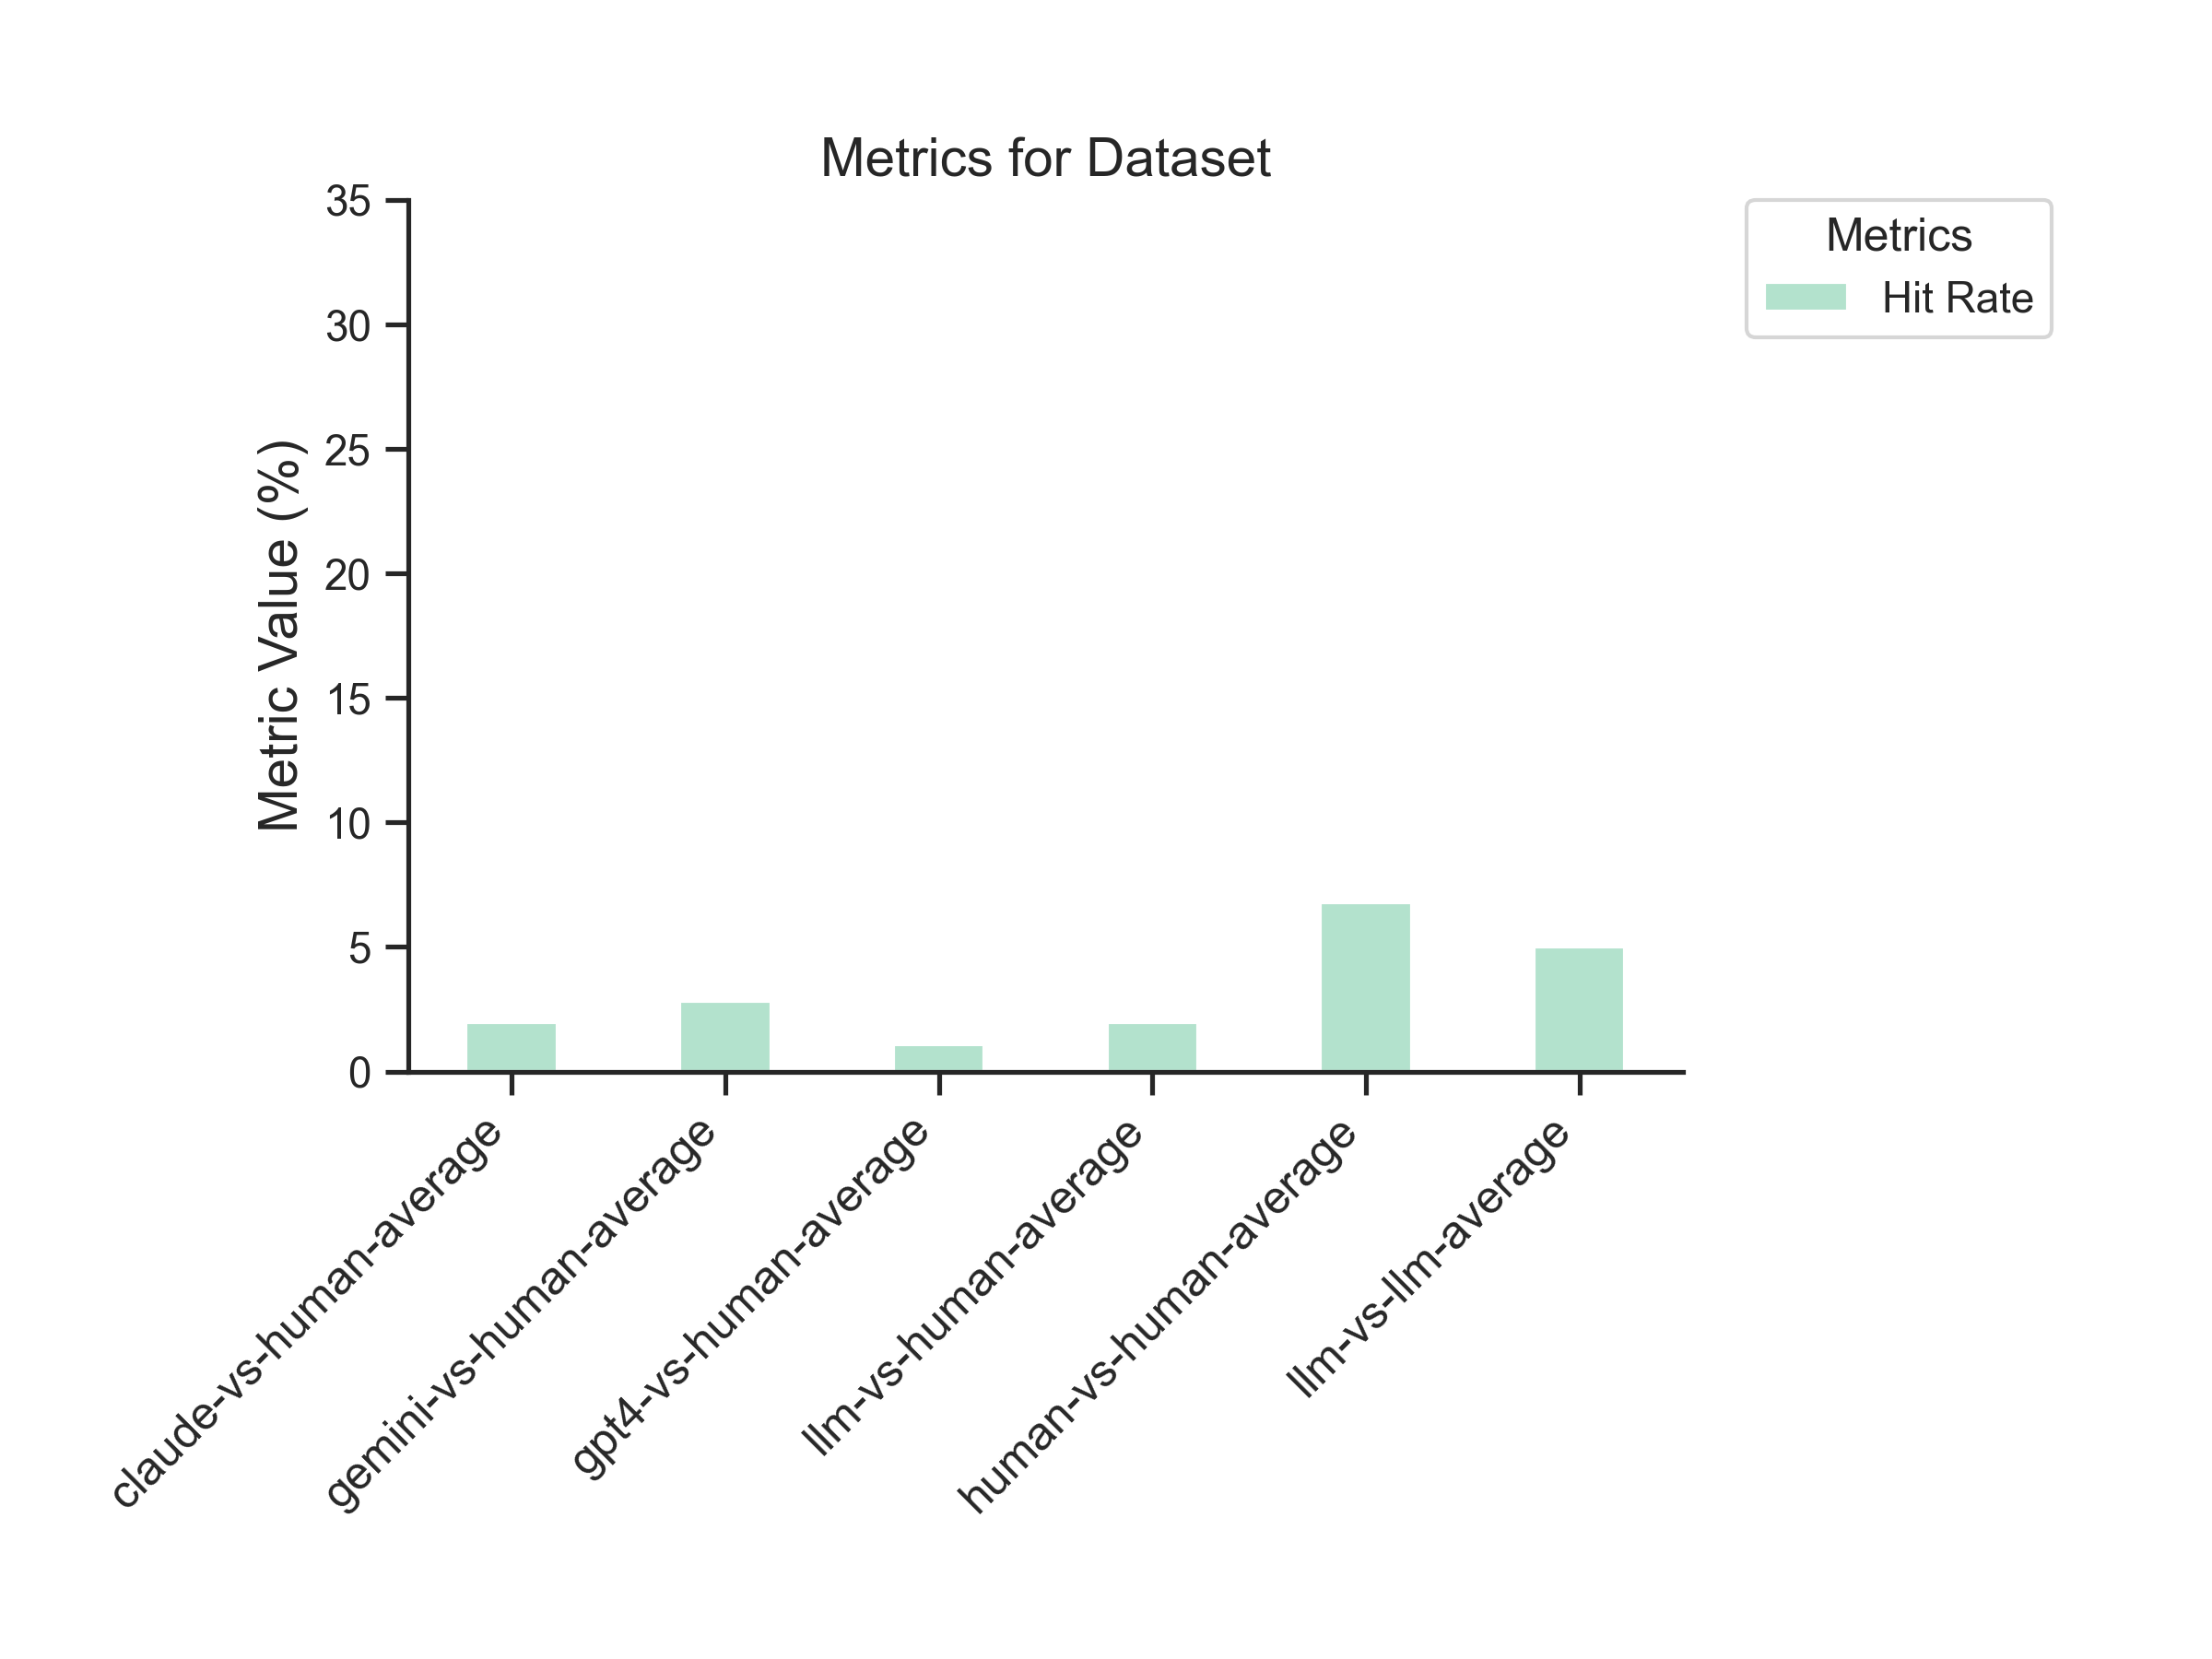 Metrics for Dataset
Metrics
Hit Rate
Metric Value (%)
35
30
25
20
15
10
5
0
claude-vs-human-average
gemini-vs-human-average
gpt4-vs-human-average
llm-vs-human-average
human-vs-human-average
llm-vs-llm-average